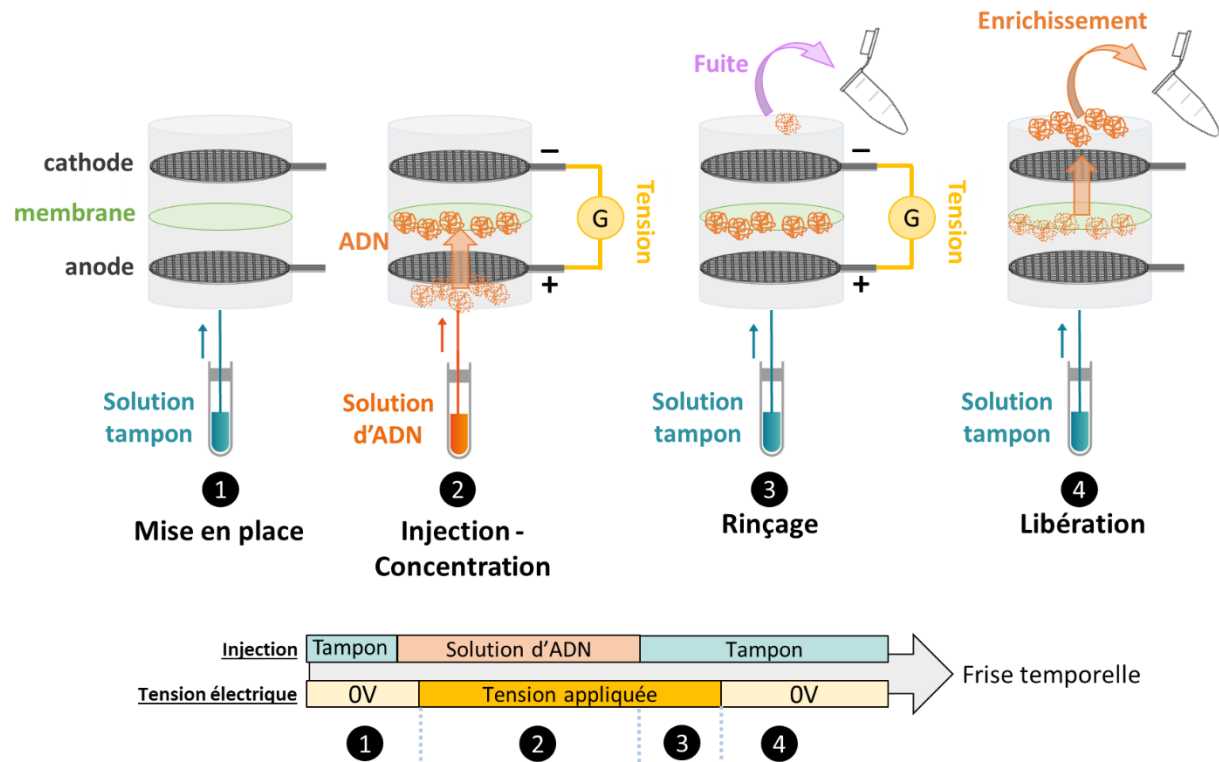 Enrichissement
Fuite
cathode
membrane
anode
ADN
−
+
G
Tension
−
+
G
Tension
Solution
tampon
Solution
d'ADN
Solution
tampon
Solution
tampon
1
Mise en place
2
Injection -
Concentration
3
Rinçage
4
Libération
Injection
Tampon
Solution d'ADN
Tampon
Tension électrique
0V
Tension appliquée
0V
Frise temporelle
1
2
3
4